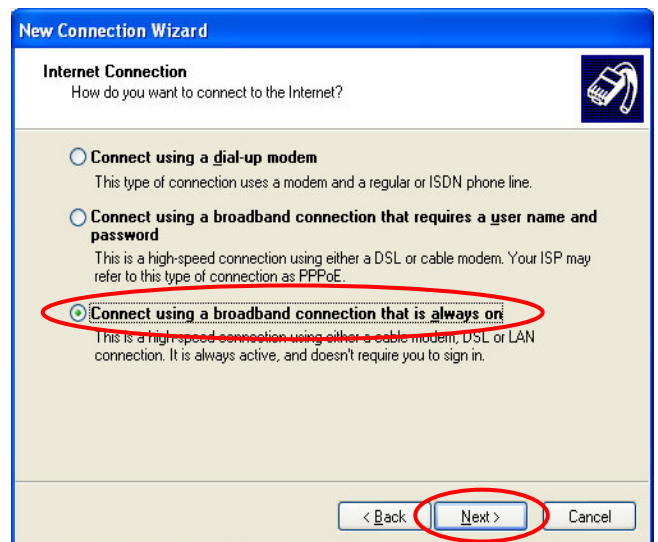 New Connection Wizard
Internet Connection
How do you want to connect to the Internet?
Connect using a dial-up modem
This type of connection uses a modem and a regular or ISDN phone line.
Connect using a broadband connection that requires a user name and
password
This is a high-speed connection using either a DSL or cable modem. Your ISP may
refer to this type of connection as PPPoE.
Connect using a broadband connection that is always on
This is a high-speed connection using either a cable modem, DSL or LAN
connection. It is always active, and doesn't require you to sign in.
< Back
Next >
Cancel